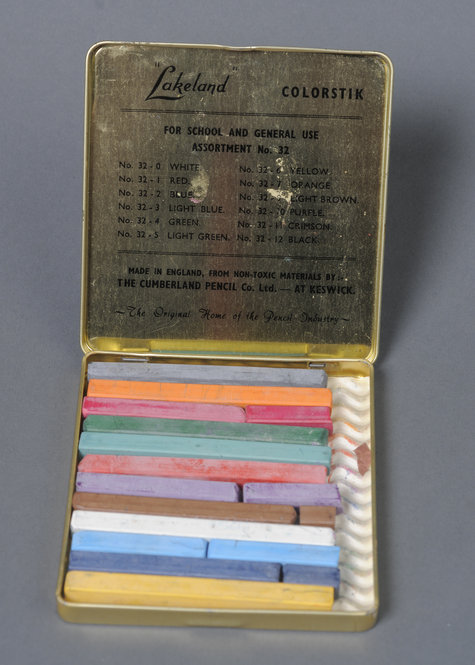 "Lakeland" COLORSTIK
FOR SCHOOL AND GENERAL USE
ASSORTMENT No. 32
No. 32 - 0 WHITE No. 32 - 6 YELLOW.
No. 32 - 1 RED. No. 32 - 7 ORANGE
No. 32 - 2 BLUE LIGHT BROWN.
No. 32 - 3 LIGHT BLUE. No. 32 - 10 PURPLE.
No. 32 - 4 GREEN No. 32 - 11 CRIMSON.
No. 32 - 5 LIGHT GREEN. No. 32 - 12 BLACK.
MADE IN ENGLAND, FROM NON-TOXIC MATERIALS BY:-
THE CUMBERLAND PENCIL Co. Ltd. — AT KESWICK.
~The Original Home of the Pencil Industry~